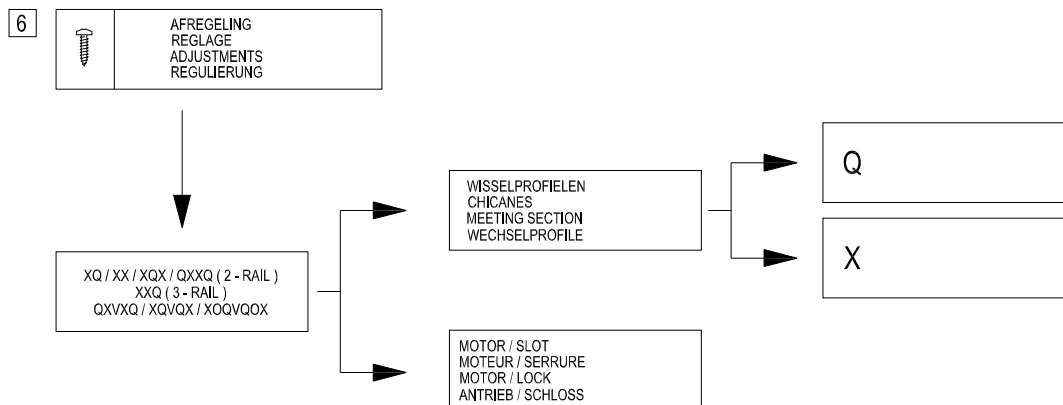 6
AFREGELING
REGLAGE
ADJUSTMENTS
REGULIERUNG
XQ / XX / XQX / QXXQ ( 2 - RAIL )
XXQ ( 3 - RAIL )
QXVXQ / XQVQX / XOQVQOX
WISSELPROFIELEN
CHICANES
MEETING SECTION
WECHSELPROFILE
MOTOR / SLOT
MOTEUR / SERRURE
MOTOR / LOCK
ANTRIEB / SCHLOSS
Q
X